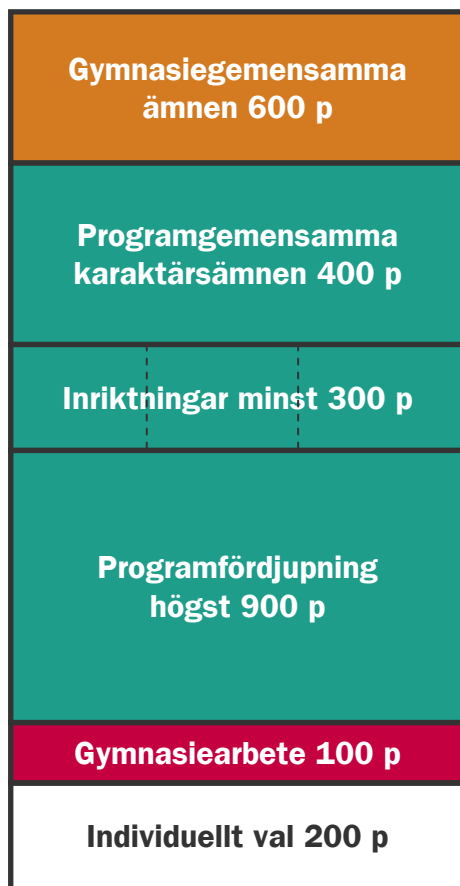 Gymnasiegemensamma
ämnen 600 p
Programgemensamma
karaktärsämnen 400 p
Inriktningar minst 300 p
Programfördjupning
högst 900 p
Gymnasiearbete 100 p
Individuellt val 200 p